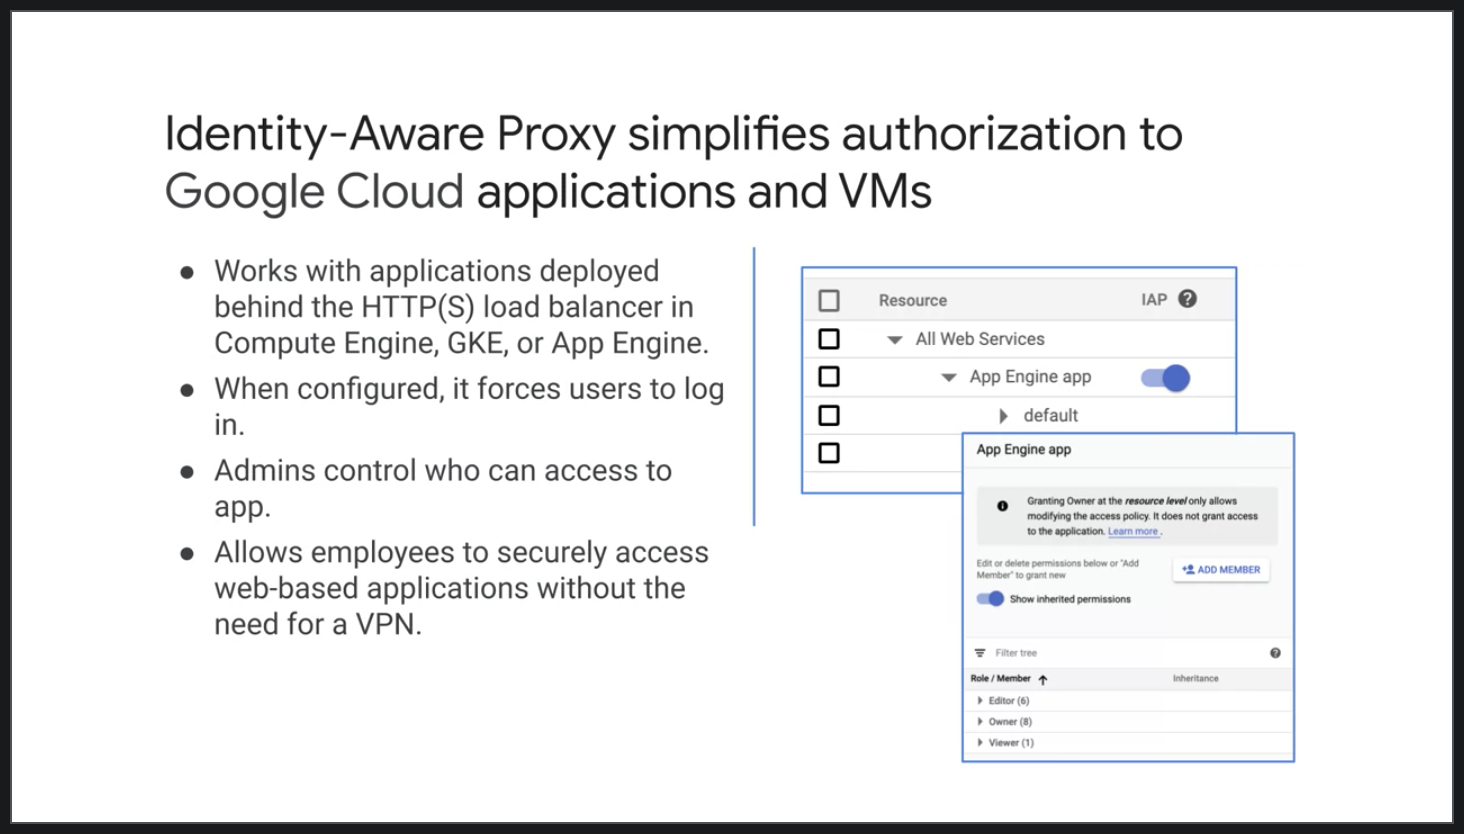 Identity-Aware Proxy simplifies authorization to
Google Cloud applications and VMs
● Works with applications deployed
behind the HTTP(S) load balancer in
Compute Engine, GKE, or App Engine.
● When configured, it forces users to log
in.
● Admins control who can access to
app.
● Allows employees to securely access
web-based applications without the
need for a VPN.
Resource IAP ?
All Web Services
App Engine app
default
App Engine app
Granting Owner at the resource level only allows
modifying the access policy. It does not grant access
to the application. Learn more .
Edit or delete permissions below or "Add
Member" to grant new
ADD MEMBER
Show inherited permissions
Filter tree ?
Role / Member ↑ Inheritance
Editor (6)
Owner (8)
Viewer (1)